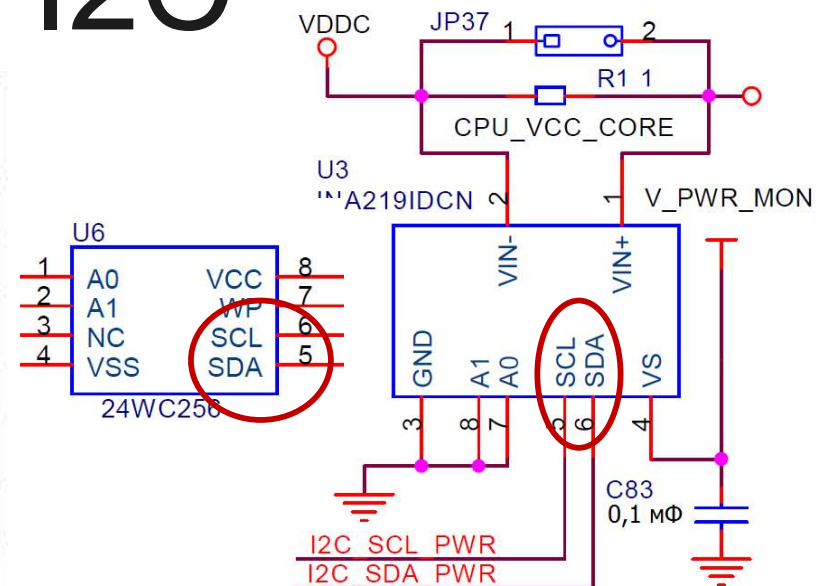 I2C
VDDC
JP37
1
2
R1 1
CPU_VCC_CORE
U3
INA219IDCN
2
1
V_PWR_MON
VIN-
VIN+
U6
1
A0
VCC
8
2
A1
WP
7
3
NC
SCL
6
4
VSS
SDA
5
24WC256
GND
A1
A0
SCL
SDA
VS
3
8
7
5
6
4
C83
0,1 мФ
I2C_SCL_PWR
I2C_SDA_PWR